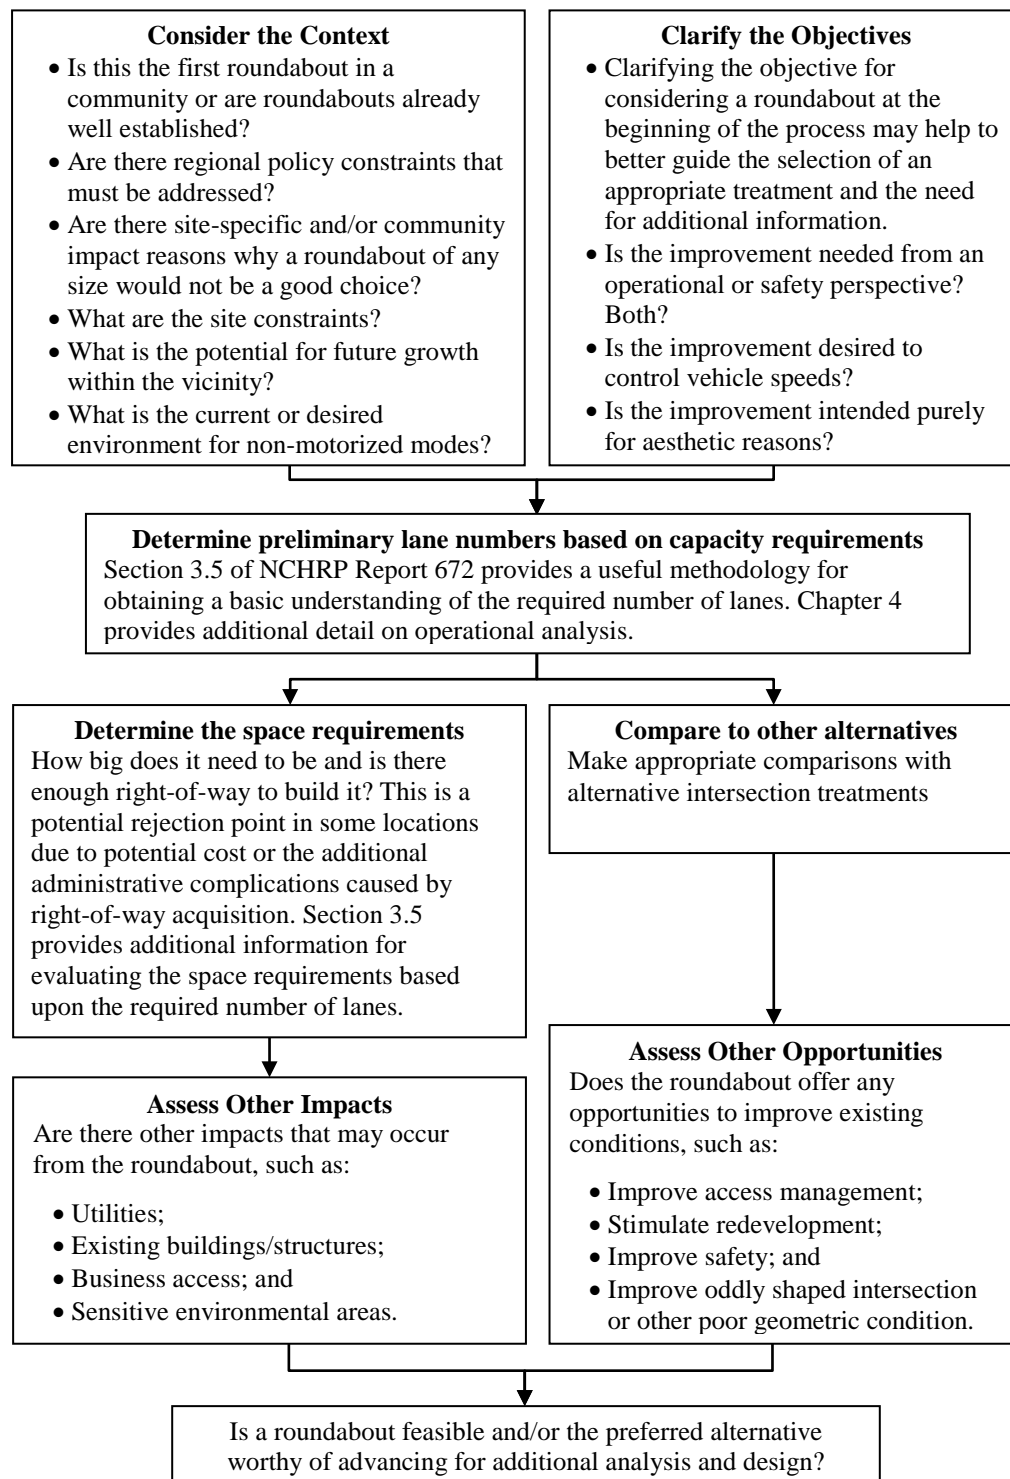 Consider the Context
• Is this the first roundabout in a
community or are roundabouts already
well established?
• Are there regional policy constraints that
must be addressed?
• Are there site-specific and/or community
impact reasons why a roundabout of any
size would not be a good choice?
• What are the site constraints?
• What is the potential for future growth
within the vicinity?
• What is the current or desired
environment for non-motorized modes?
Clarify the Objectives
• Clarifying the objective for
considering a roundabout at the
beginning of the process may help to
better guide the selection of an
appropriate treatment and the need
for additional information.
• Is the improvement needed from an
operational or safety perspective?
Both?
• Is the improvement desired to
control vehicle speeds?
• Is the improvement intended purely
for aesthetic reasons?
Determine preliminary lane numbers based on capacity requirements
Section 3.5 of NCHRP Report 672 provides a useful methodology for
obtaining a basic understanding of the required number of lanes. Chapter 4
provides additional detail on operational analysis.
Determine the space requirements
How big does it need to be and is there
enough right-of-way to build it? This is a
potential rejection point in some locations
due to potential cost or the additional
administrative complications caused by
right-of-way acquisition. Section 3.5
provides additional information for
evaluating the space requirements based
upon the required number of lanes.
Compare to other alternatives
Make appropriate comparisons with
alternative intersection treatments
Assess Other Impacts
Are there other impacts that may occur
from the roundabout, such as:
• Utilities;
• Existing buildings/structures;
• Business access; and
• Sensitive environmental areas.
Assess Other Opportunities
Does the roundabout offer any
opportunities to improve existing
conditions, such as:
• Improve access management;
• Stimulate redevelopment;
• Improve safety; and
• Improve oddly shaped intersection
or other poor geometric condition.
Is a roundabout feasible and/or the preferred alternative
worthy of advancing for additional analysis and design?